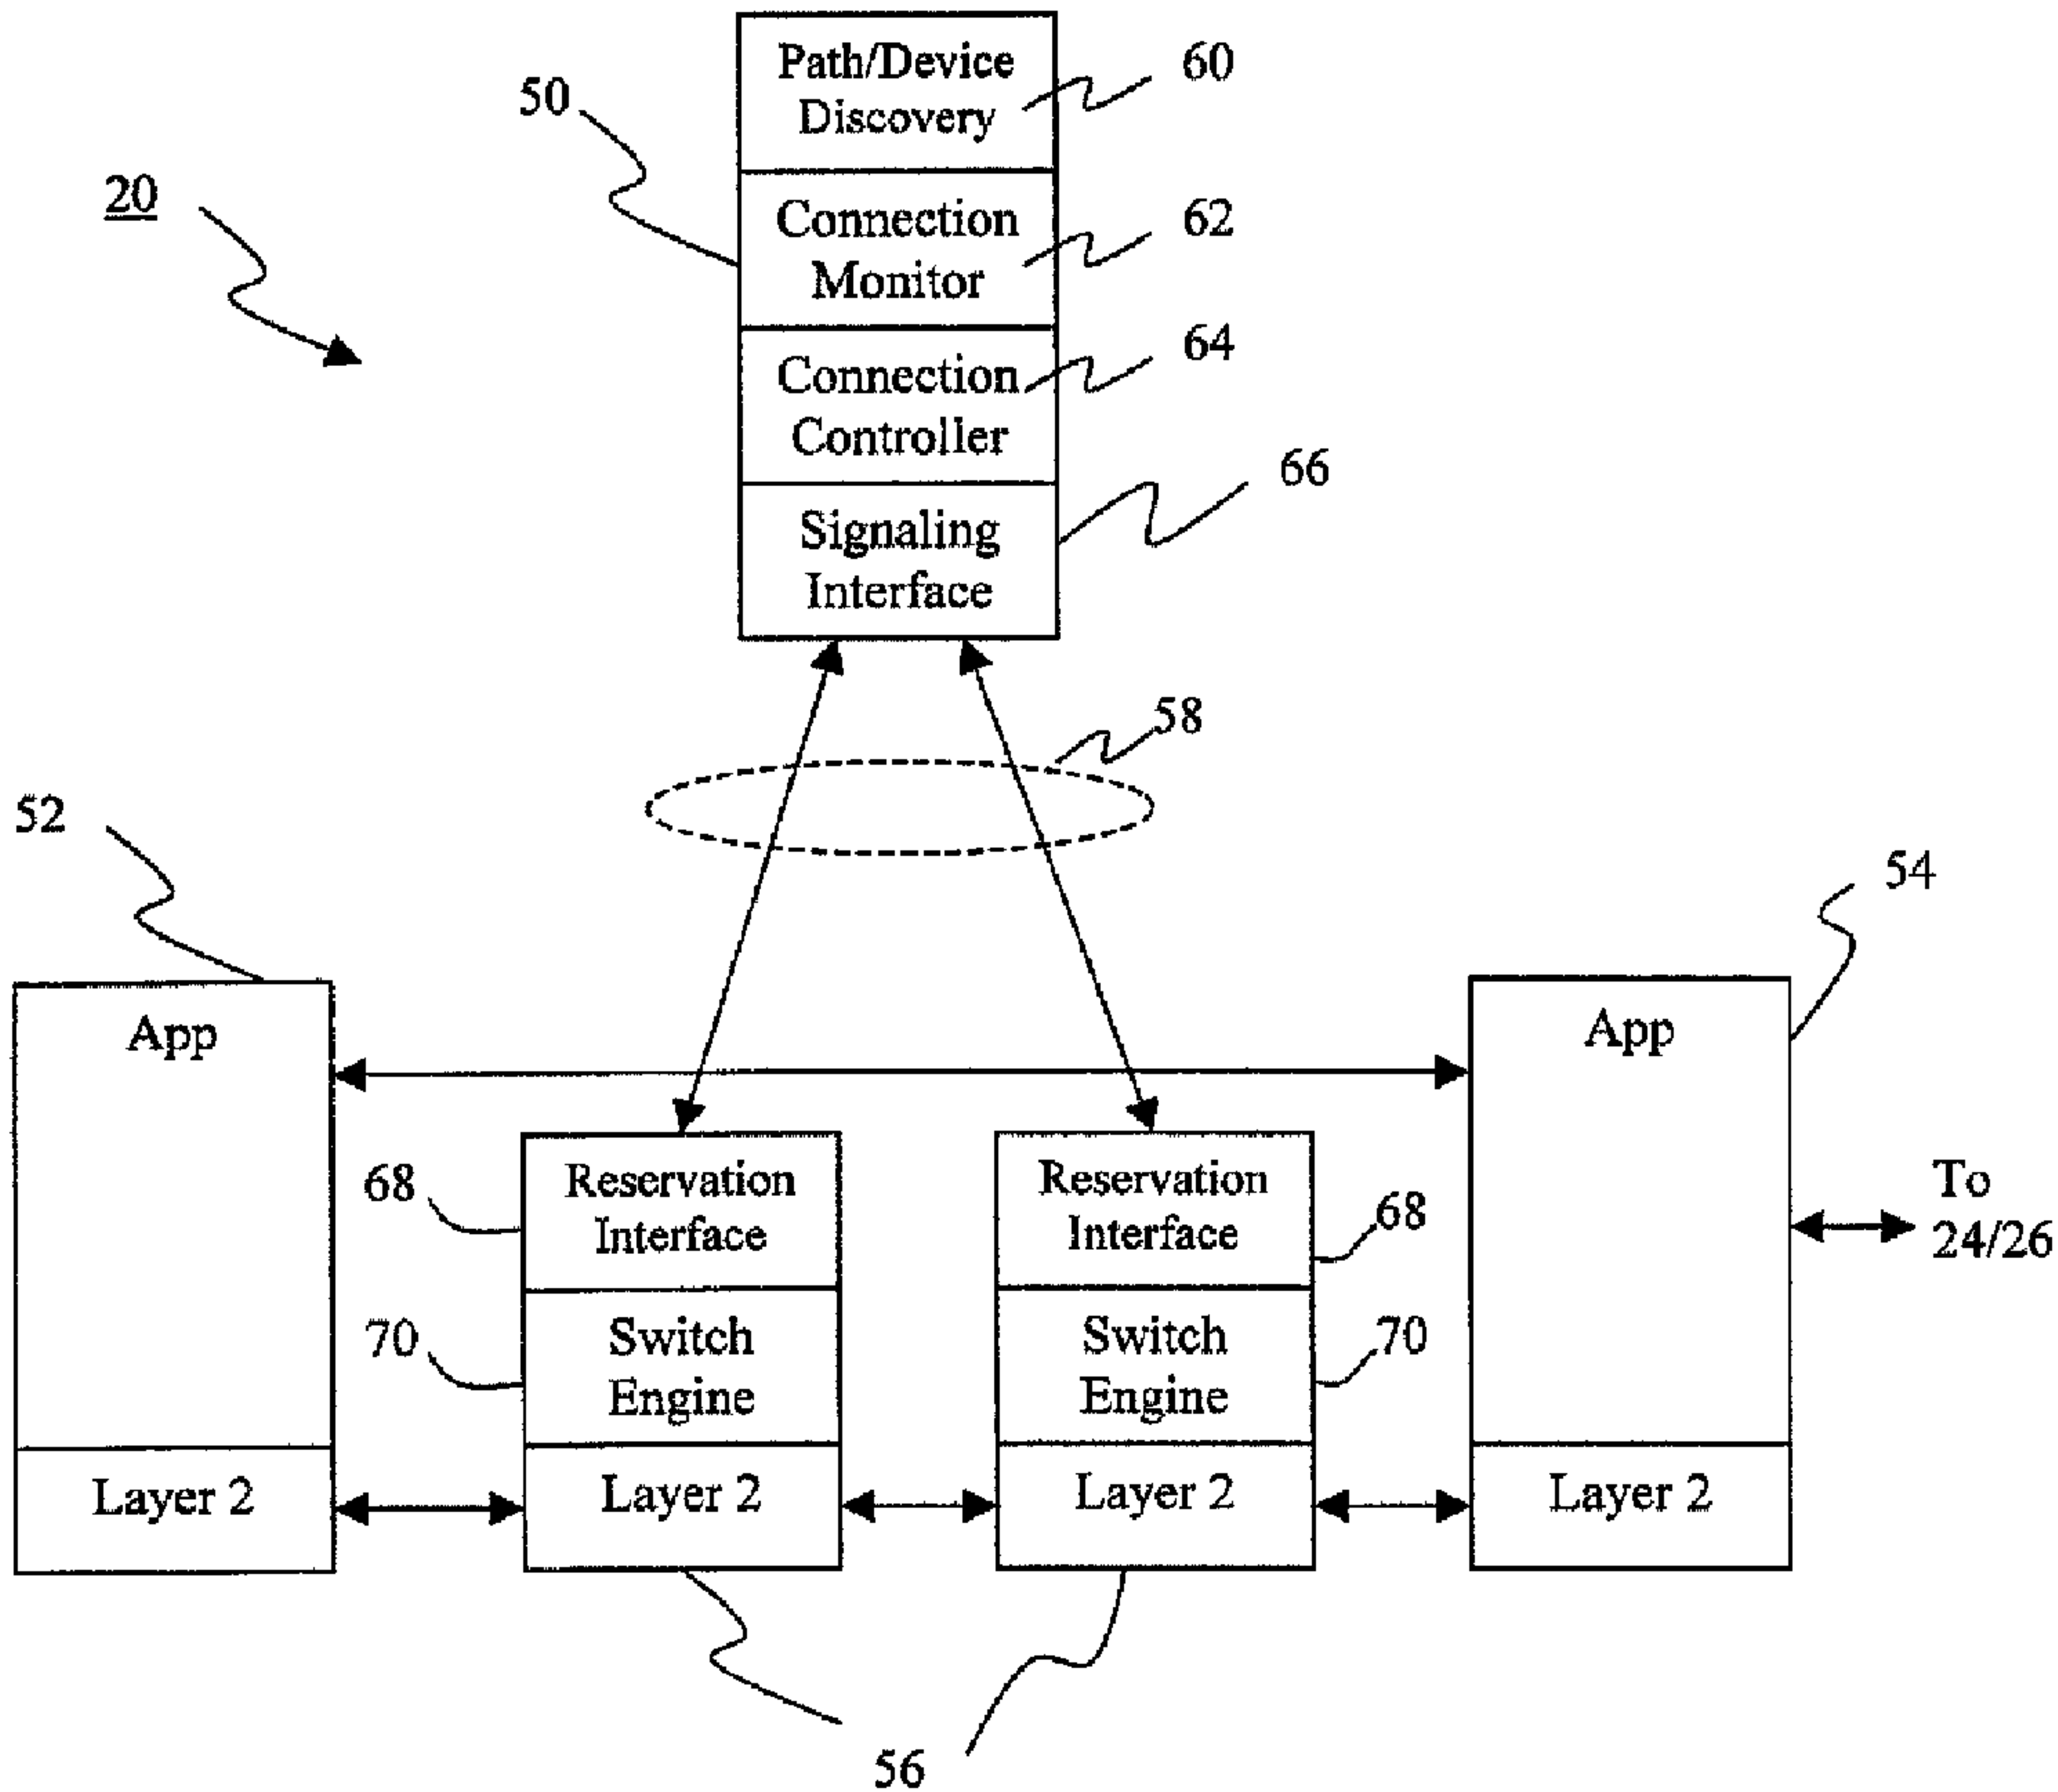 Path/Device
Discovery
60
50
20
Connection
Monitor
62
Connection
Controller
64
66
Signaling
Interface
58
52
54
App
App
Reservation
Interface
68
Reservation
Interface
68
To
24/26
Switch
Engine
70
Switch
Engine
70
Layer 2
Layer 2
Layer 2
Layer 2
56